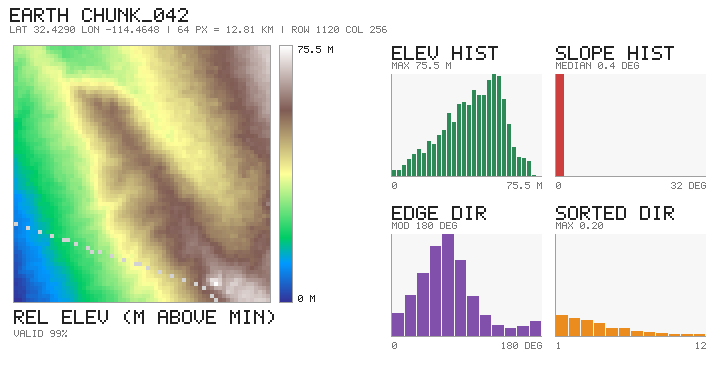 EARTH CHUNK_042
LAT 32.4290 LON -114.4648 | 64 PX = 12.81 KM | ROW 1120 COL 256
75.5 M
0 M
REL ELEV (M ABOVE MIN)
VALID 99%
ELEV HIST
MAX 75.5 M
0 75.5 M
SLOPE HIST
MEDIAN 0.4 DEG
0 32 DEG
EDGE DIR
MOD 180 DEG
0 180 DEG
SORTED DIR
MAX 0.20
1 12